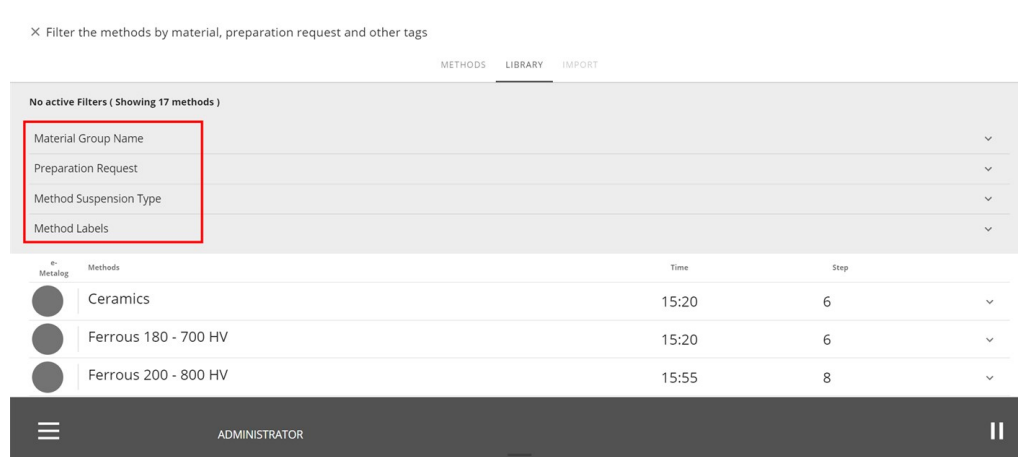 × Filter the methods by material, preparation request and other tags
METHODS LIBRARY IMPORT
No active Filters ( Showing 17 methods )
Material Group Name
Preparation Request
Method Suspension Type
Method Labels
e-Metalog Methods Time Step
Ceramics 15:20 6
Ferrous 180 - 700 HV 15:20 6
Ferrous 200 - 800 HV 15:55 8
ADMINISTRATOR